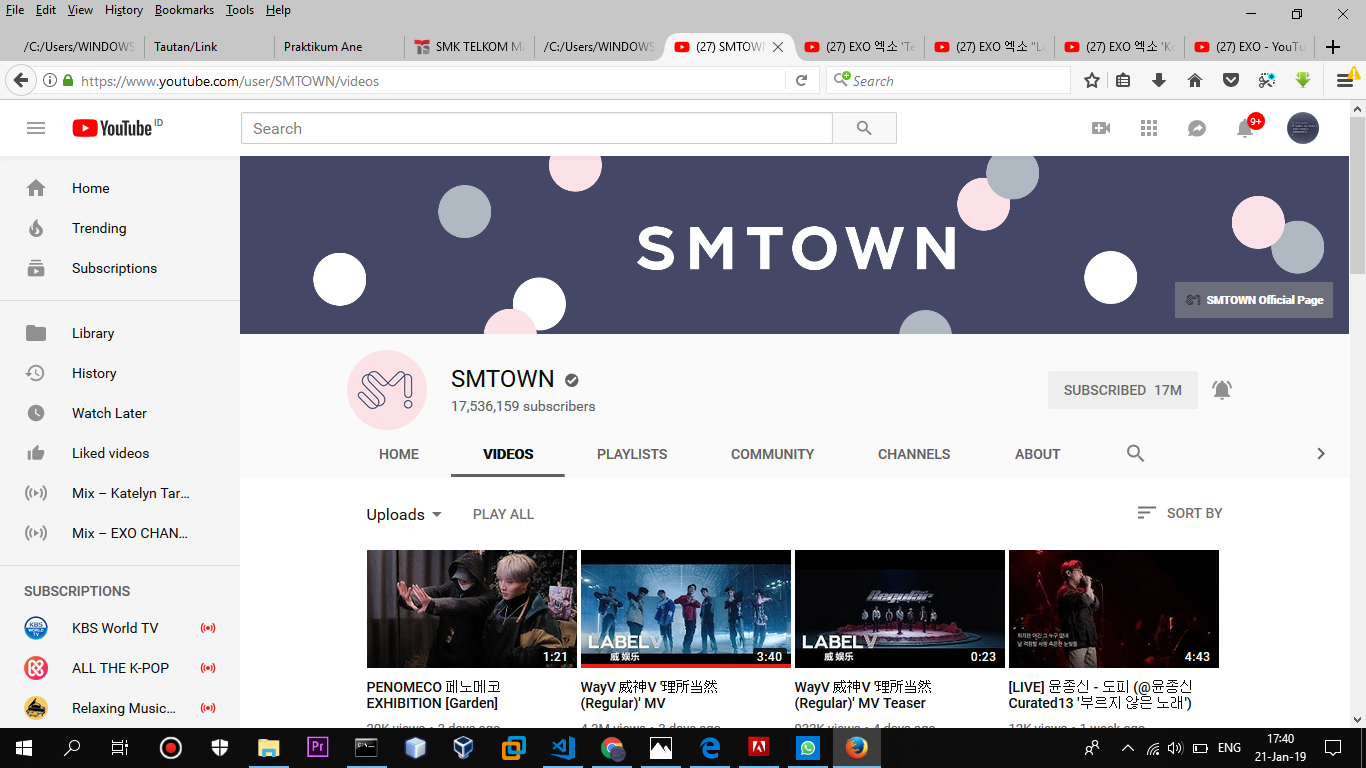 File Edit View History Bookmarks Tools Help
/C:/Users/WINDOWS
Tautan/Link
Praktikum Ane
SMK TELKOM MA
/C:/Users/WINDOWS
(27) SMTOWN
(27) EXO 엑소 'Te
(27) EXO 엑소 "Lo
(27) EXO 엑소 'Ko
(27) EXO - YouTu
https://www.youtube.com/user/SMTOWN/videos
Search
YouTube ID
Search
9+
Home
Trending
Subscriptions
Library
History
Watch Later
Liked videos
Mix – Katelyn Tar...
Mix – EXO CHAN...
SUBSCRIPTIONS
KBS World TV
ALL THE K-POP
Relaxing Music...
SMTOWN
SMTOWN Official Page
SMTOWN
17,536,159 subscribers
SUBSCRIBED 17M
HOME VIDEOS PLAYLISTS COMMUNITY CHANNELS ABOUT
Uploads PLAY ALL SORT BY
1:21
PENOMECO 페노메코
EXHIBITION [Garden]
LABEL V
威 娱乐
3:40
WayV 威神V '理所当然
(Regular)' MV
Regular
LABEL V
威 娱乐
0:23
WayV 威神V '理所当然
(Regular)' MV Teaser
4:43
[LIVE] 윤종신 - 도피 (@윤종신
Curated13 '부르지 않은 노래')
ENG
17:40
21-Jan-19